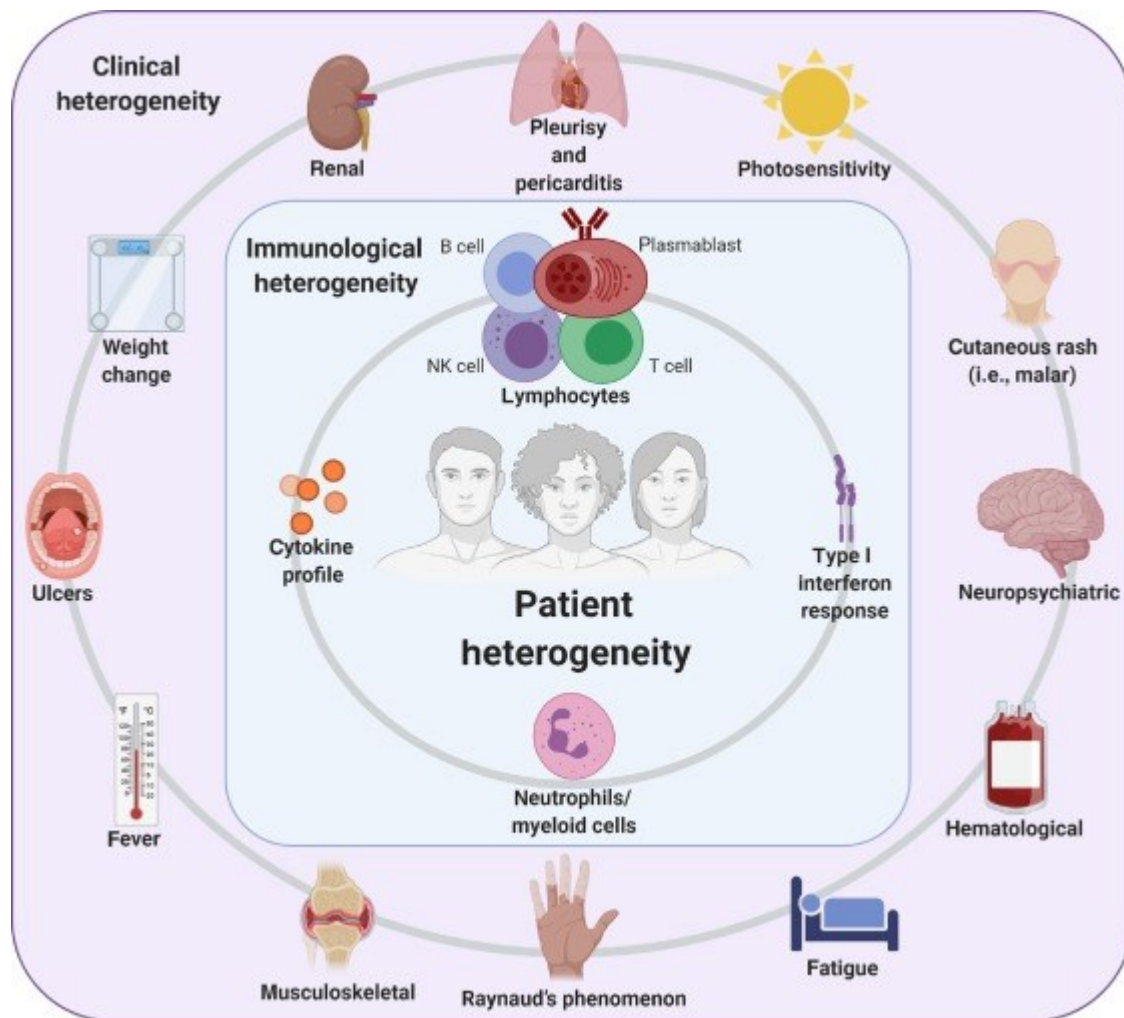 Clinical
heterogeneity
Renal
Pleurisy
and
pericarditis
Photosensitivity
Immunological
heterogeneity
B cell
Plasmablast
NK cell
T cell
Lymphocytes
Weight
change
Cutaneous rash
(i.e., malar)
Cytokine
profile
Type I
interferon
response
Ulcers
Neuropsychiatric
Patient
heterogeneity
Neutrophils/
myeloid cells
Fever
Hematological
Musculoskeletal
Raynaud's phenomenon
Fatigue